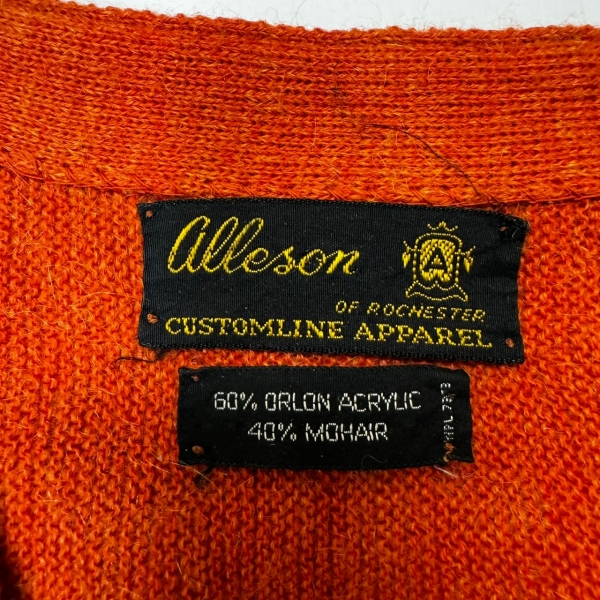 Alleson
A
OF ROCHESTER
CUSTOMLINE APPAREL
60% ORLON ACRYLIC
40% MOHAIR